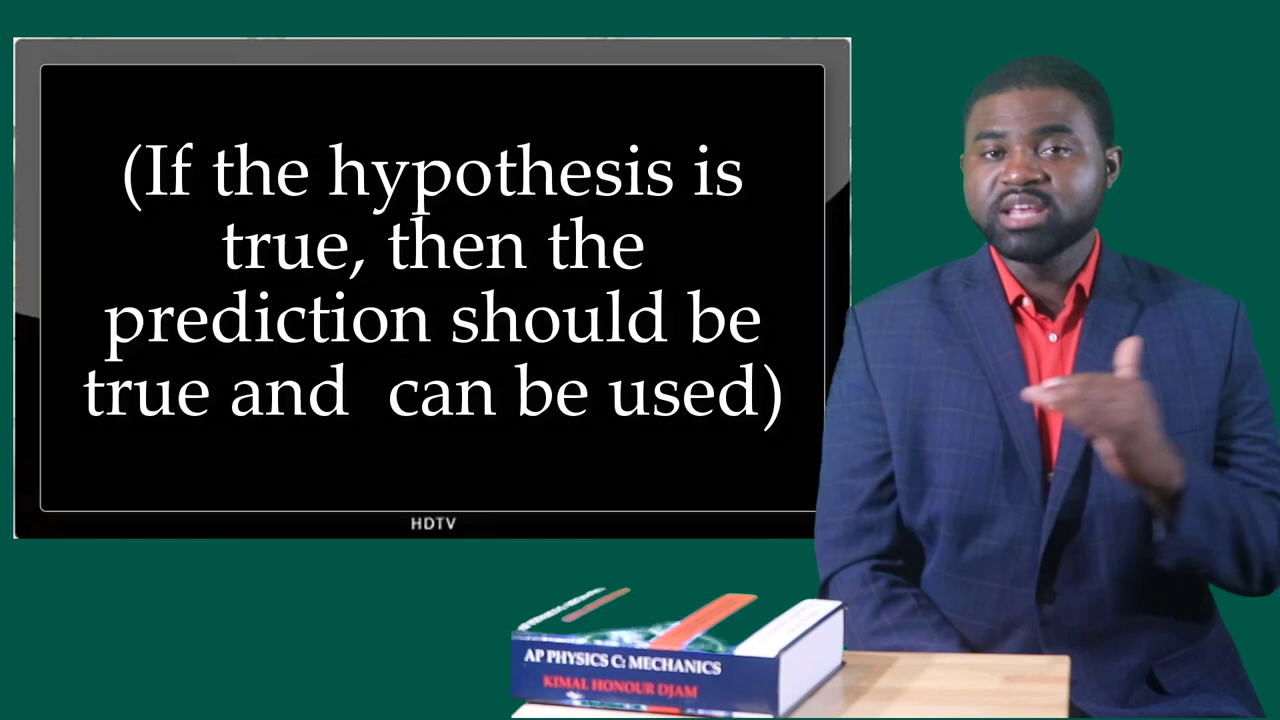 (If the hypothesis is
true, then the
prediction should be
true and  can be used)
HDTV
AP PHYSICS C: MECHANICS
KIMAL HONOUR DJAM